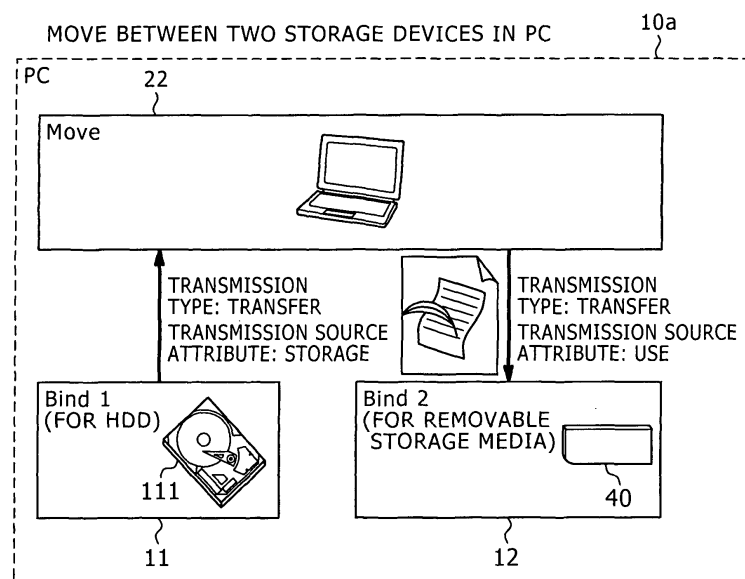 MOVE BETWEEN TWO STORAGE DEVICES IN PC
10a
PC
22
Move
TRANSMISSION
TYPE: TRANSFER
TRANSMISSION SOURCE
ATTRIBUTE: STORAGE
TRANSMISSION
TYPE: TRANSFER
TRANSMISSION SOURCE
ATTRIBUTE: USE
Bind 1
(FOR HDD)
111
Bind 2
(FOR REMOVABLE
STORAGE MEDIA)
40
11
12